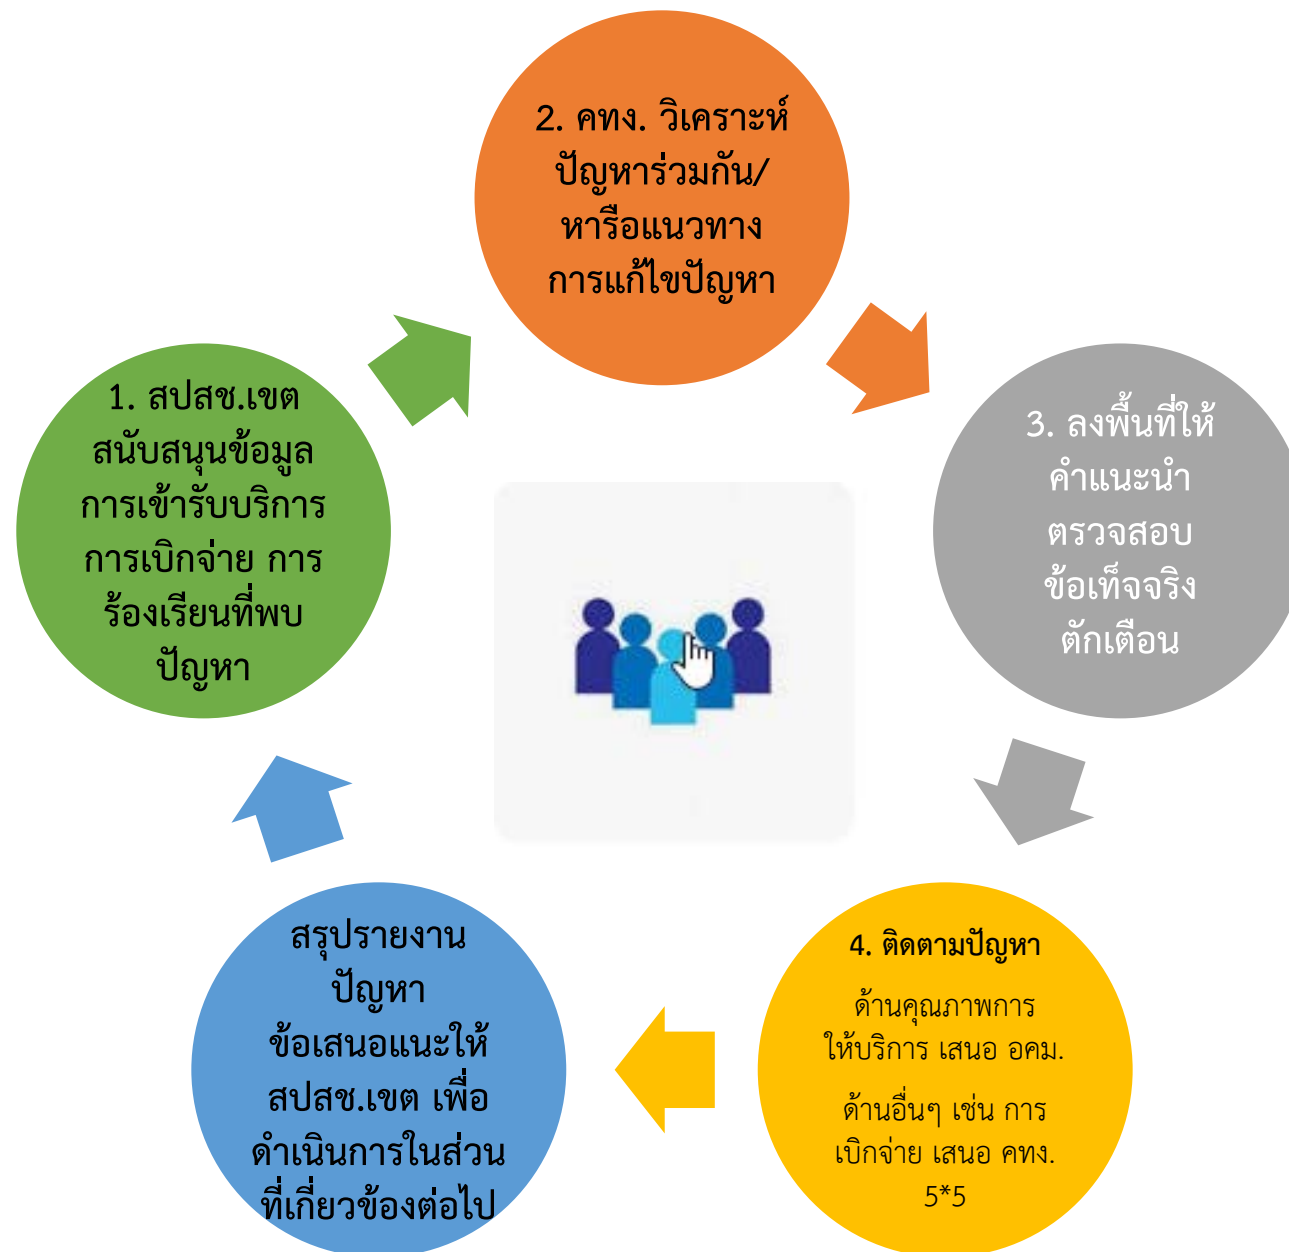 1. สปสช.เขต
สนับสนุนข้อมูล
การเข้ารับบริการ
การเบิกจ่าย การ
ร้องเรียนที่พบ
ปัญหา
2. คทง. วิเคราะห์
ปัญหาร่วมกัน/
หารือแนวทาง
การแก้ไขปัญหา
3. ลงพื้นที่ให้
คำแนะนำ
ตรวจสอบ
ข้อเท็จจริง
ตักเตือน
4. ติดตามปัญหา
ด้านคุณภาพการ
ให้บริการ เสนอ อคม.
ด้านอื่นๆ เช่น การ
เบิกจ่าย เสนอ คทง.
5*5
สรุปรายงาน
ปัญหา
ข้อเสนอแนะให้
สปสช.เขต เพื่อ
ดำเนินการในส่วน
ที่เกี่ยวข้องต่อไป